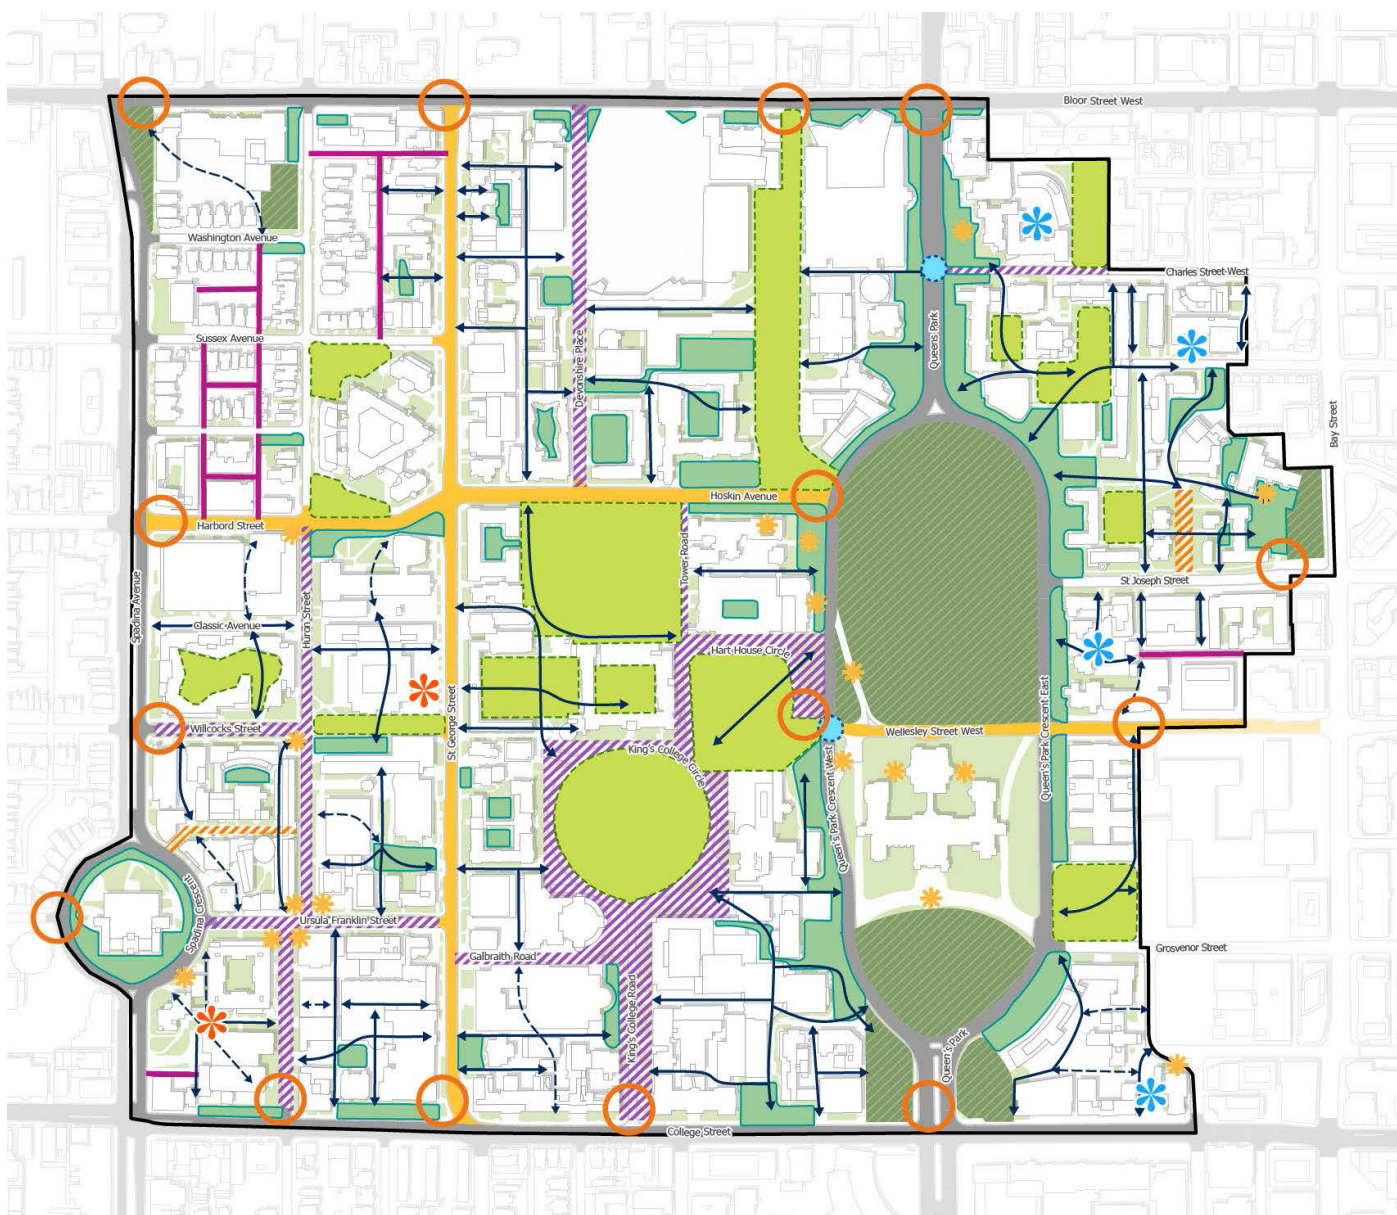 Bloor Street West
Washington Avenue
Charles Street West
Sussex Avenue
Devonshire Place
Queens Park
Bay Street
Hoskin Avenue
Harbord Street
Tower Road
St Joseph Street
Spadina Avenue
Huron Street
Classic Avenue
Hart House Circle
St George Street
Willcocks Street
King's College Circle
Wellesley Street West
Queen's Park Crescent East
Queen's Park Crescent West
Spadina Crescent
Ursula Franklin Street
Galbraith Road
Grosvenor Street
King's College Road
Queen's Park
College Street